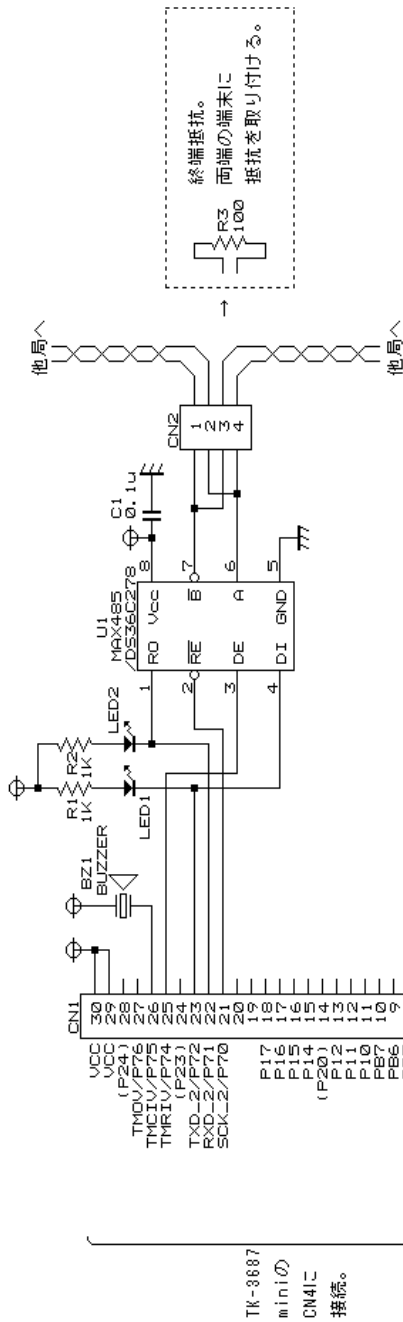 TK-3687
miniの
CN4に
接続。
CN1
VCC 30
VCC 29
(P24) 28
TMOV/P76 27
TMCIV/P75 26
TMRIV/P74 25
(P23) 24
TXD_2/P72 23
RXD_2/P71 22
SCK_2/P70 21
20
19
P17 18
P16 17
P15 16
P14 15
(P20) 14
P12 13
P11 12
P10 11
PB7 10
PB6 9
BZ1
BUZZER
R1
1K
R2
1K
LED1
LED2
U1
MAX485
/DS36C278
1 RO
2 RE
3 DE
4 DI
Vcc 8
B 7
A 6
GND 5
C1
0.1u
CN2
1
2
3
4
他局へ
他局へ
→
終端抵抗。
両端の端末に
抵抗を取り付ける。
R3
100